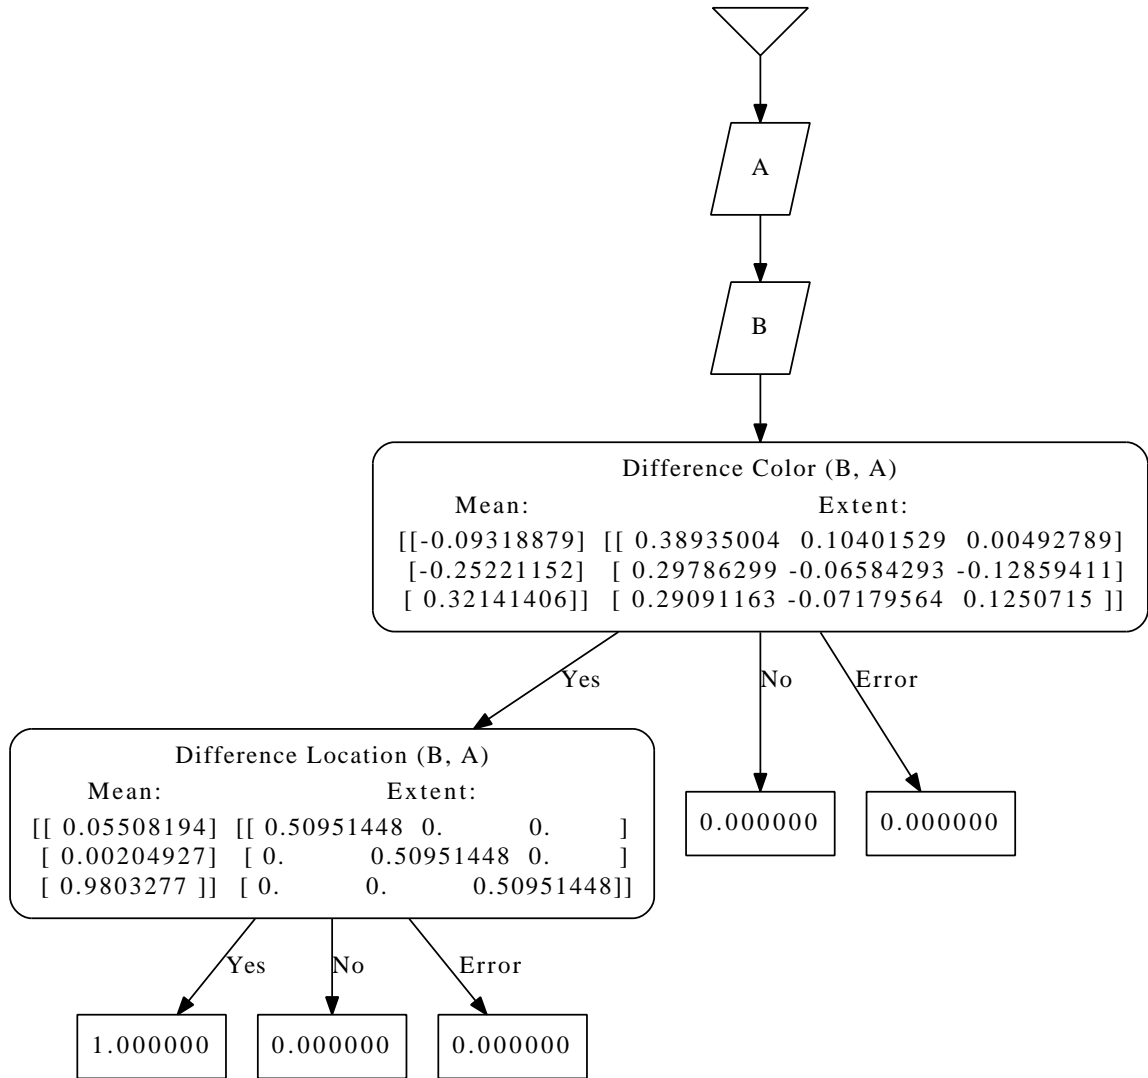 A
B
Difference Color (B, A)
Mean: Extent:
[[-0.09318879] [[ 0.38935004 0.10401529 0.00492789]
[-0.25221152] [ 0.29786299 -0.06584293 -0.12859411]
[ 0.32141406]] [ 0.29091163 -0.07179564 0.1250715 ]]
Yes No Error
Difference Location (B, A)
Mean: Extent:
[[ 0.05508194] [[ 0.50951448 0. 0. ]
[ 0.00204927] [ 0. 0.50951448 0. ]
[ 0.9803277 ]] [ 0. 0. 0.50951448]]
0.000000 0.000000
Yes No Error
1.000000 0.000000 0.000000